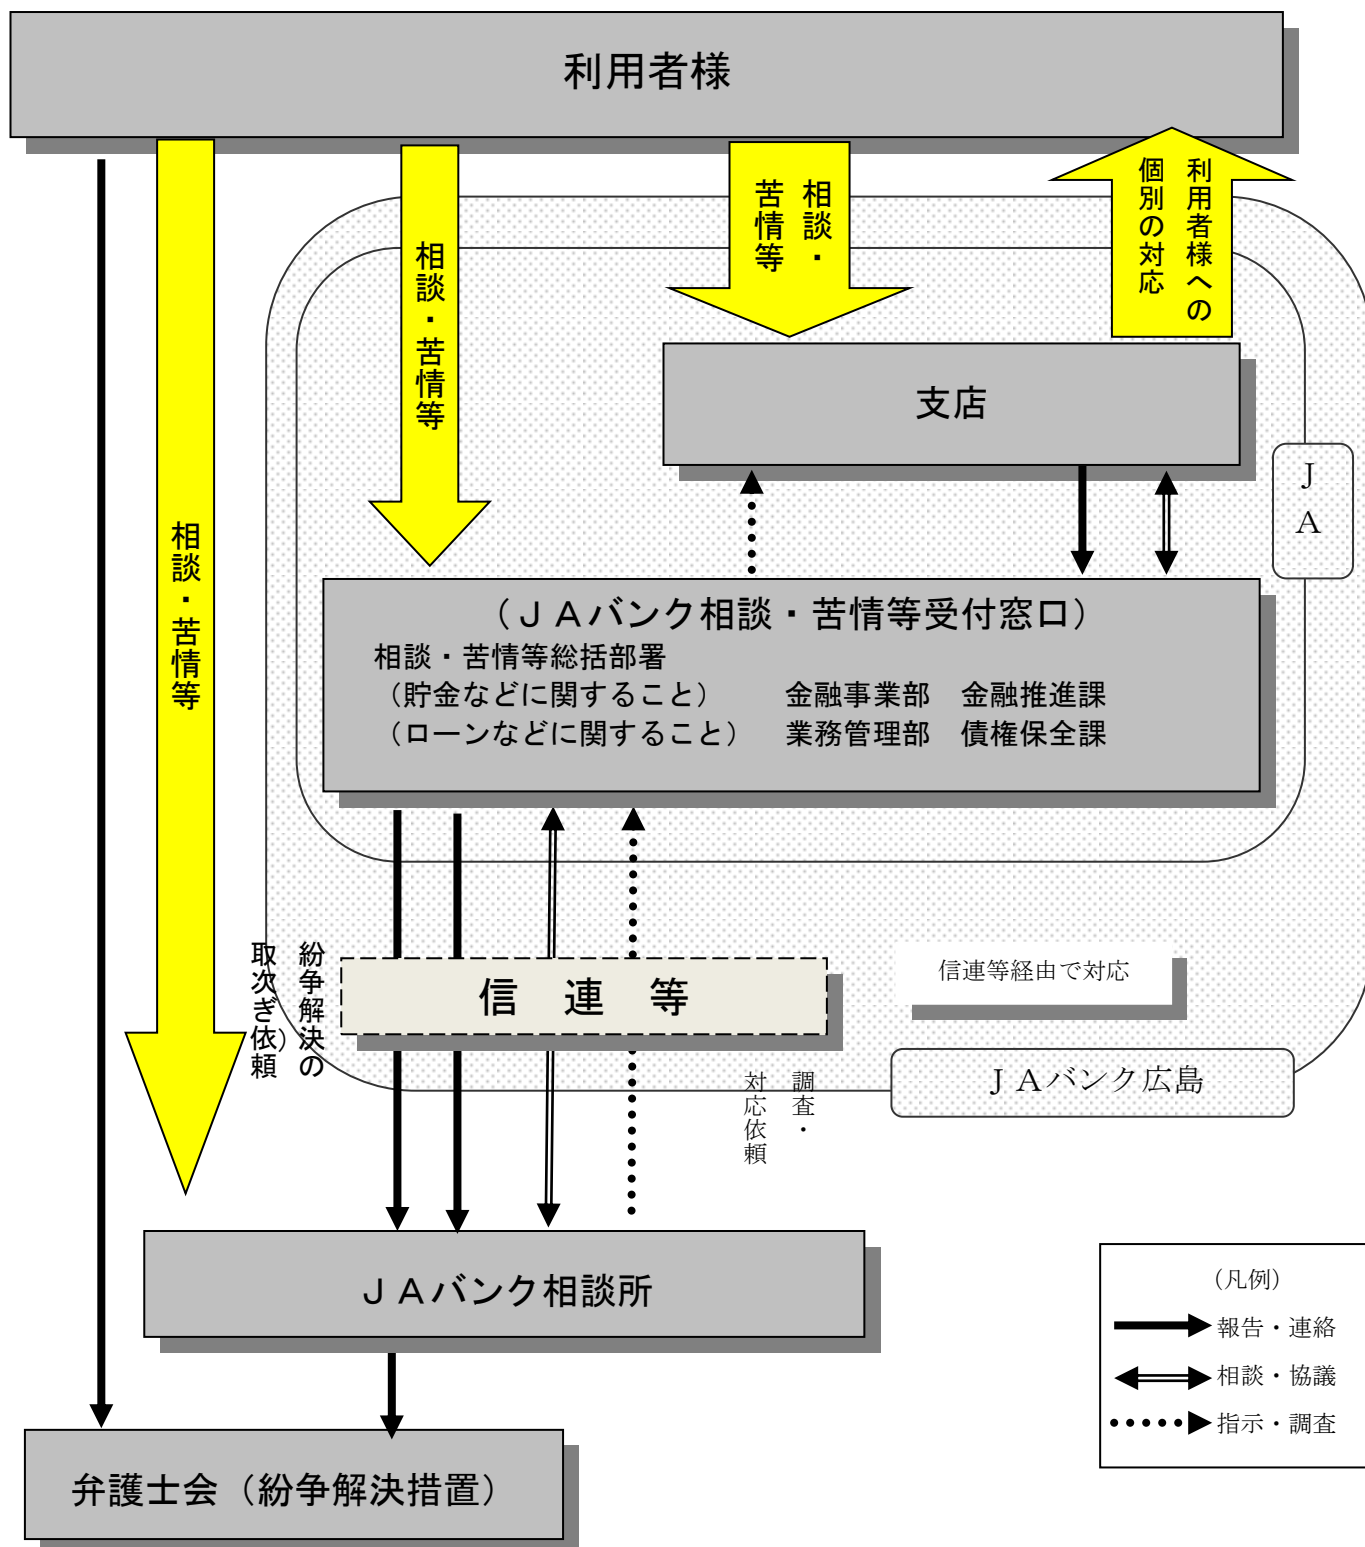 利用者様
相談・苦情等
相談・苦情等
相談・
苦情等
利用者様への
個別の対応
支店
JA
（ＪＡバンク相談・苦情等受付窓口）
相談・苦情等総括部署
（貯金などに関すること）　　金融事業部　金融推進課
（ローンなどに関すること）　業務管理部　債権保全課
紛争解決の
取次ぎ依頼）
信　連　等
信連等経由で対応
ＪＡバンク広島
調査・
対応依頼
ＪＡバンク相談所
弁護士会（紛争解決措置）
（凡例）
報告・連絡
相談・協議
指示・調査